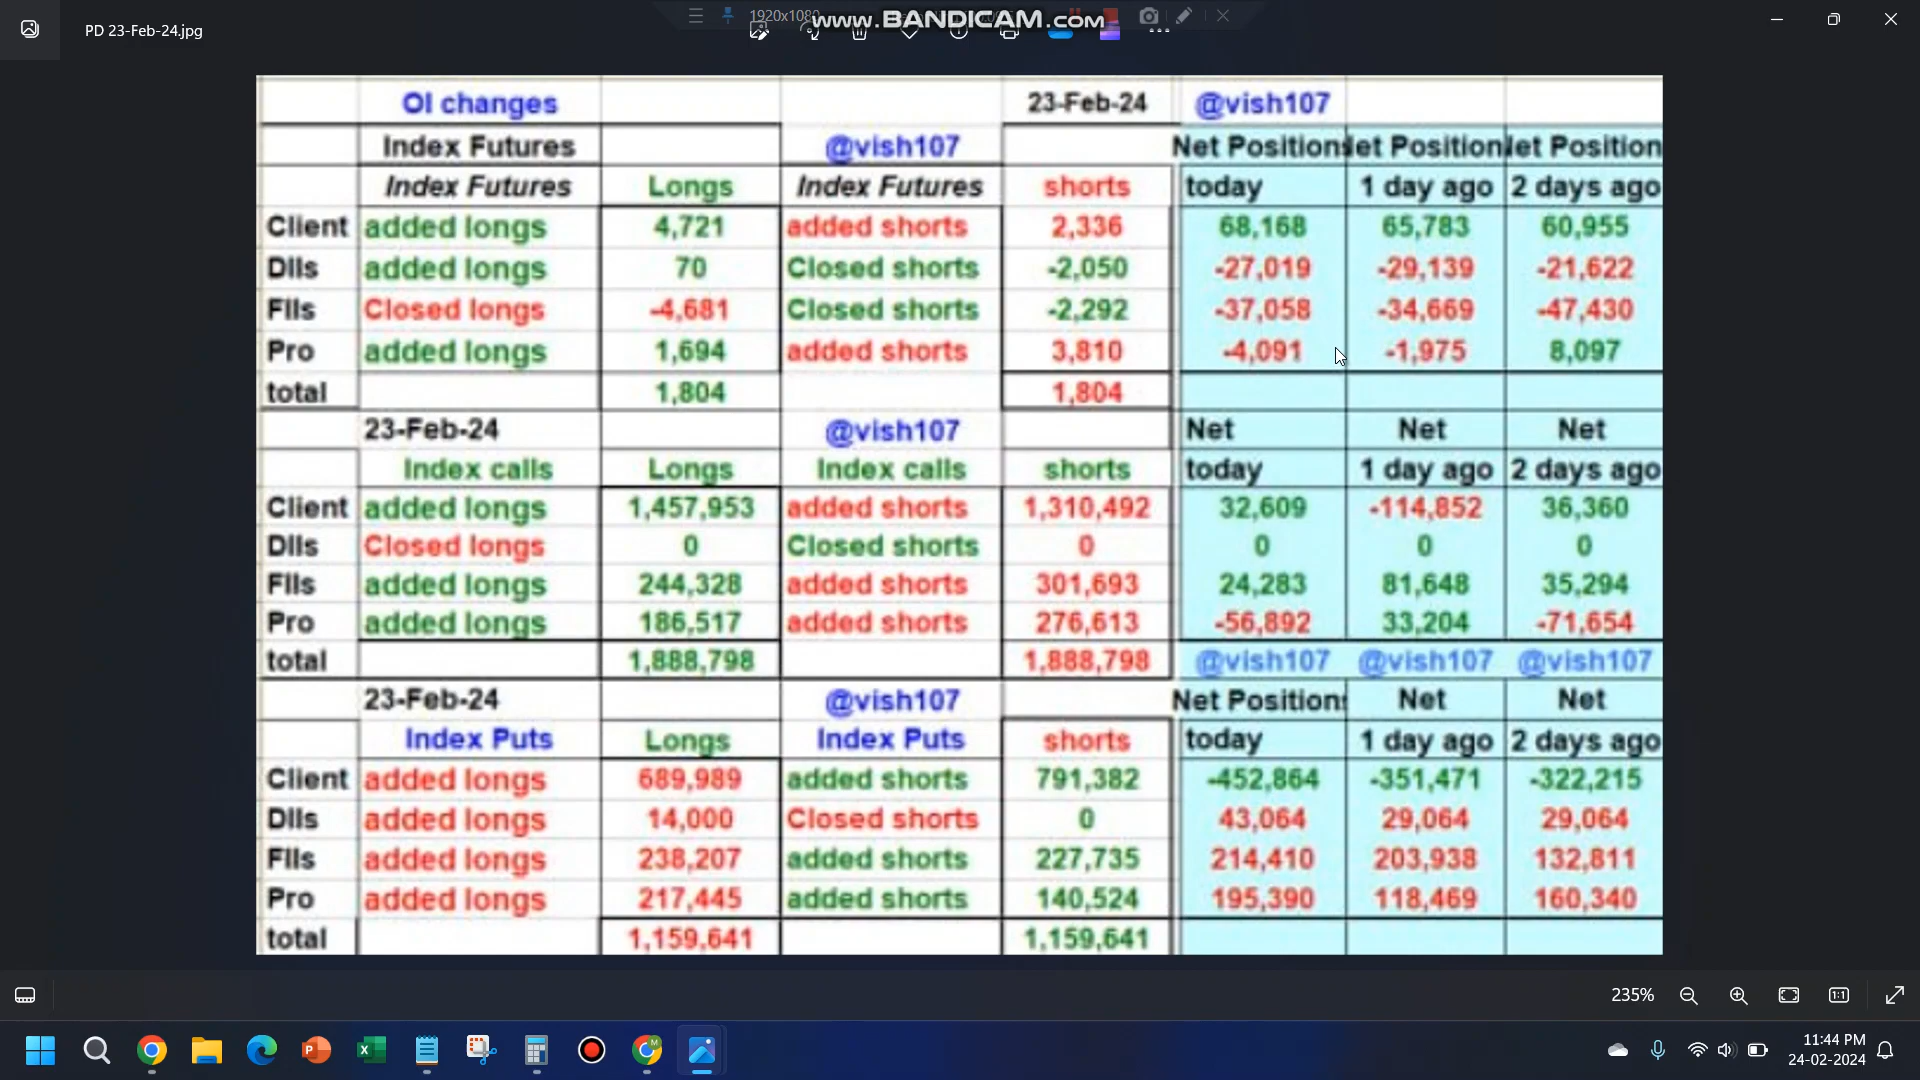 1920x1080
www.BANDICAM.com
PD 23-Feb-24.jpg
OI changes 23-Feb-24 @vish107
Index Futures @vish107 Net Positions Net Position Net Position
Index Futures Longs Index Futures shorts today 1 day ago 2 days ago
Client added longs 4,721 added shorts 2,336 68,168 65,783 60,955
DIIs added longs 70 Closed shorts -2,050 -27,019 -29,139 -21,622
FIIs Closed longs -4,681 Closed shorts -2,292 -37,058 -34,669 -47,430
Pro added longs 1,694 added shorts 3,810 -4,091 -1,975 8,097
total 1,804 1,804
23-Feb-24 @vish107 Net Net Net
Index calls Longs Index calls shorts today 1 day ago 2 days ago
Client added longs 1,457,953 added shorts 1,310,492 32,609 -114,852 36,360
DIIs Closed longs 0 Closed shorts 0 0 0 0
FIIs added longs 244,328 added shorts 301,693 24,283 81,648 35,294
Pro added longs 186,517 added shorts 276,613 -56,892 33,204 -71,654
total 1,888,798 1,888,798 @vish107 @vish107 @vish107
23-Feb-24 @vish107 Net Positions Net Net
Index Puts Longs Index Puts shorts today 1 day ago 2 days ago
Client added longs 689,989 added shorts 791,382 -452,864 -351,471 -322,215
DIIs added longs 14,000 Closed shorts 0 43,064 29,064 29,064
FIIs added longs 238,207 added shorts 227,735 214,410 203,938 132,811
Pro added longs 217,445 added shorts 140,524 195,390 118,469 160,340
total 1,159,641 1,159,641
235%
11:44 PM
24-02-2024